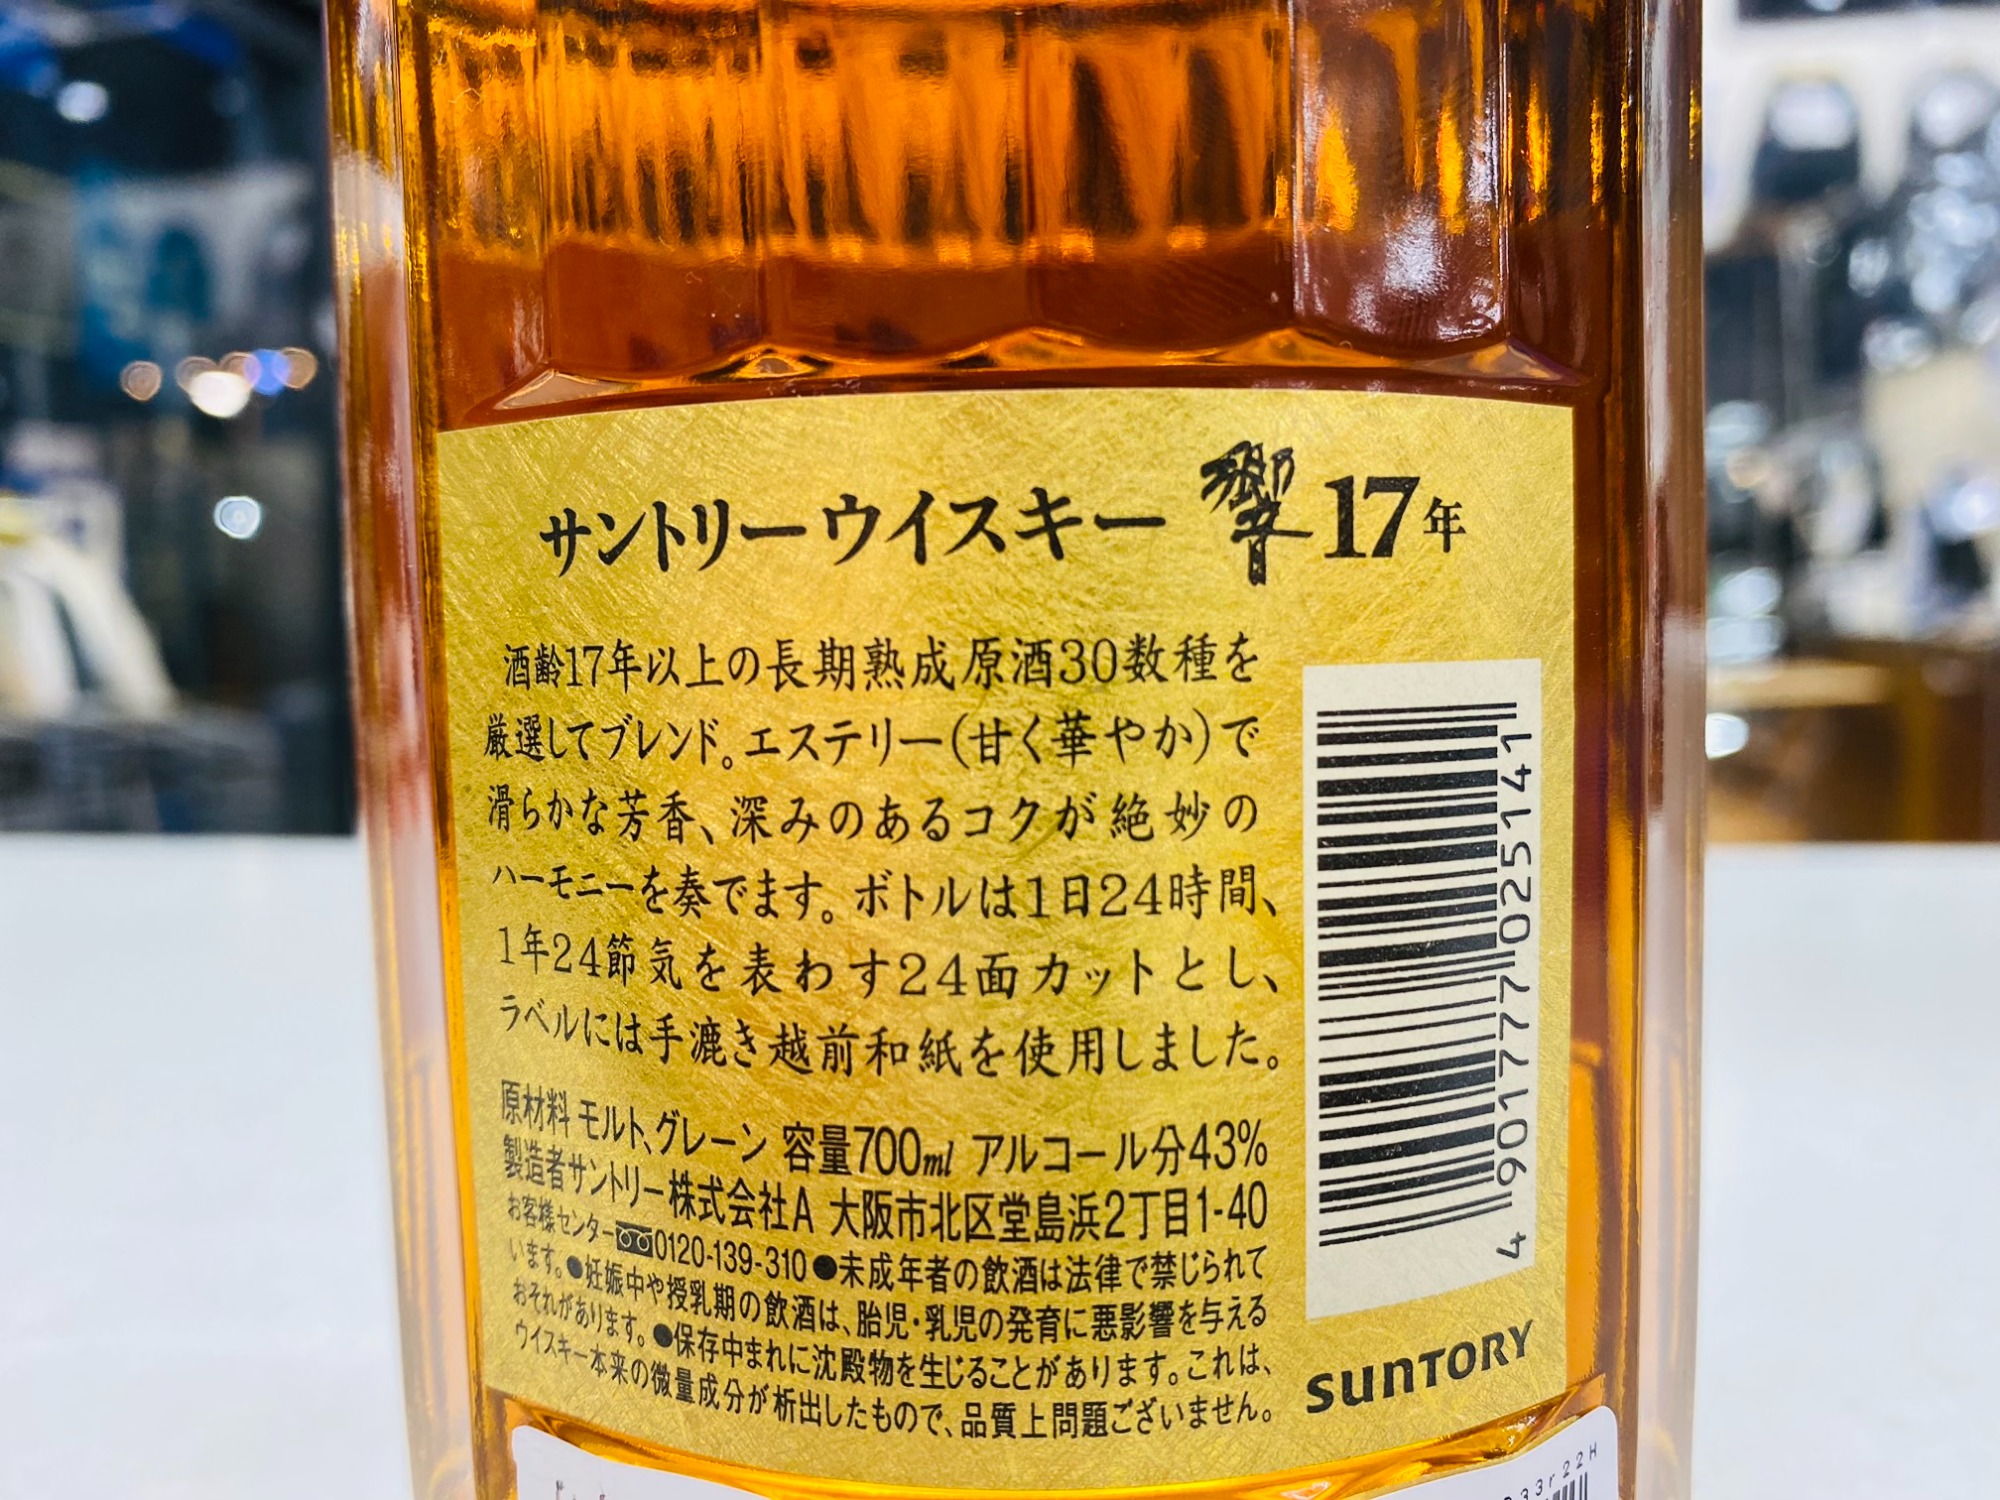 サントリーウイスキー 響 17年
酒齢17年以上の長期熟成原酒30数種を
厳選してブレンド。エステリー(甘く華やか)で
滑らかな芳香、深みのあるコクが絶妙の
ハーモニーを奏でます。ボトルは1日24時間、
1年24節気を表わす24面カットとし、
ラベルには手漉き越前和紙を使用しました。
原材料 モルト、グレーン 容量700ml アルコール分43%
製造者サントリー株式会社A 大阪市北区堂島浜2丁目1-40
お客様センター 0120-139-310 ●未成年者の飲酒は法律で禁じられて
います。●妊娠中や授乳期の飲酒は、胎児・乳児の発育に悪影響を与える
おそれがあります。●保存中まれに沈殿物を生じることがあります。これは、
ウイスキー本来の微量成分が析出したもので、品質上問題ございません。
4 901777 025141
SUNTORY
33r22H